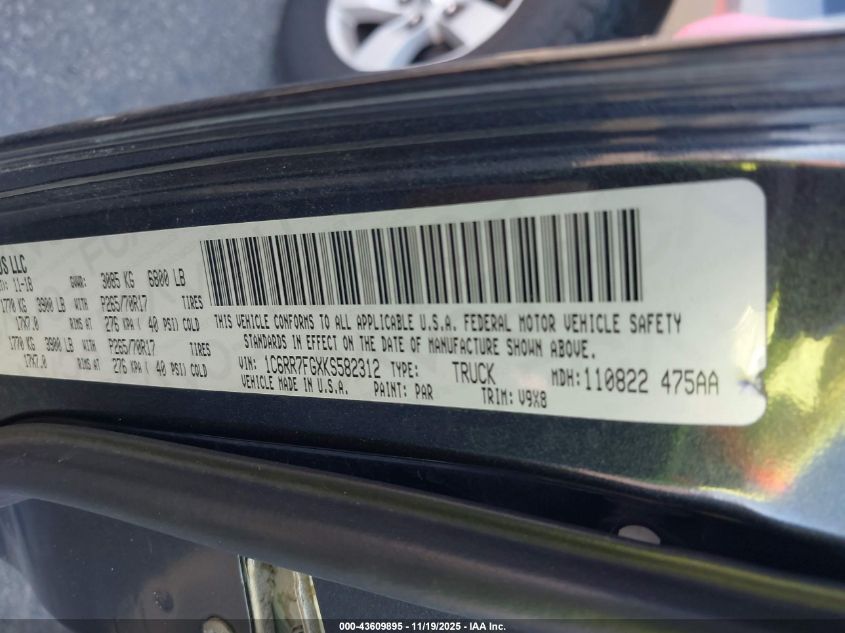 OS LLC
11-18 GVWR: 3085 KG 6800 LB
1770 KG 3900 LB WITH P265/70R17 TIRES
17X7.0 RIMS AT 276 KPA ( 40 PSI) COLD
1770 KG 3900 LB WITH P265/70R17 TIRES
17X7.0 RIMS AT 276 KPA ( 40 PSI) COLD
THIS VEHICLE CONFORMS TO ALL APPLICABLE U.S.A. FEDERAL MOTOR VEHICLE SAFETY
STANDARDS IN EFFECT ON THE DATE OF MANUFACTURE SHOWN ABOVE.
VIN: 1C6RR7FGXKS582312 TYPE: TRUCK MDH:110822 475AA
VEHICLE MADE IN U.S.A. PAINT: PAR TRIM: V9X8
000-43609895 - 11/19/2025 - IAA Inc.